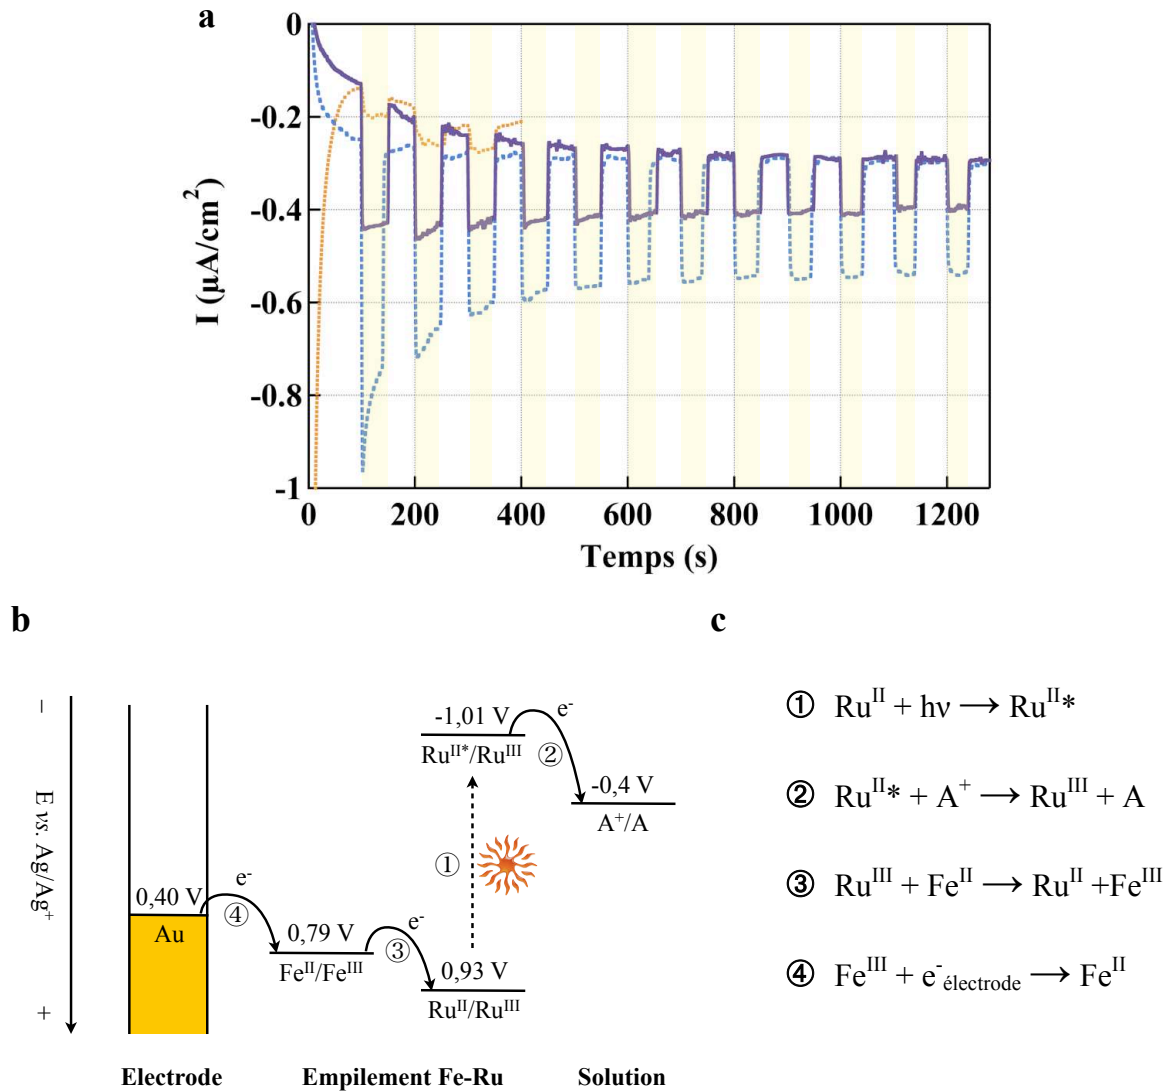 a
0
-0.2
-0.4
-0.6
-0.8
-1
I (µA/cm²)
0 200 400 600 800 1000 1200
Temps (s)
b
−
E vs. Ag/Ag⁺
+
0,40 V
Au
e⁻
④
0,79 V
Feᴵᴵ/Feᴵᴵᴵ
e⁻
③
-1,01 V
Ruᴵᴵ*/Ruᴵᴵᴵ
e⁻
②
-0,4 V
A⁺/A
①
0,93 V
Ruᴵᴵ/Ruᴵᴵᴵ
Electrode Empilement Fe-Ru Solution
c
① Ruᴵᴵ + hν → Ruᴵᴵ*
② Ruᴵᴵ* + A⁺ → Ruᴵᴵᴵ + A
③ Ruᴵᴵᴵ + Feᴵᴵ → Ruᴵᴵ +Feᴵᴵᴵ
④ Feᴵᴵᴵ + e⁻électrode → Feᴵᴵ